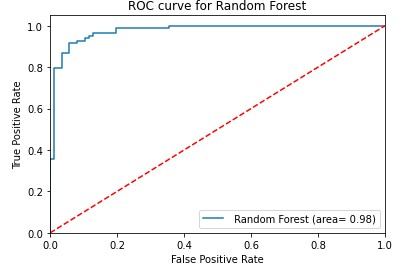 ROC curve for Random Forest
1.0
0.8
0.6
0.4
0.2
0.0
True Positive Rate
Random Forest (area= 0.98)
0.0 0.2 0.4 0.6 0.8 1.0
False Positive Rate